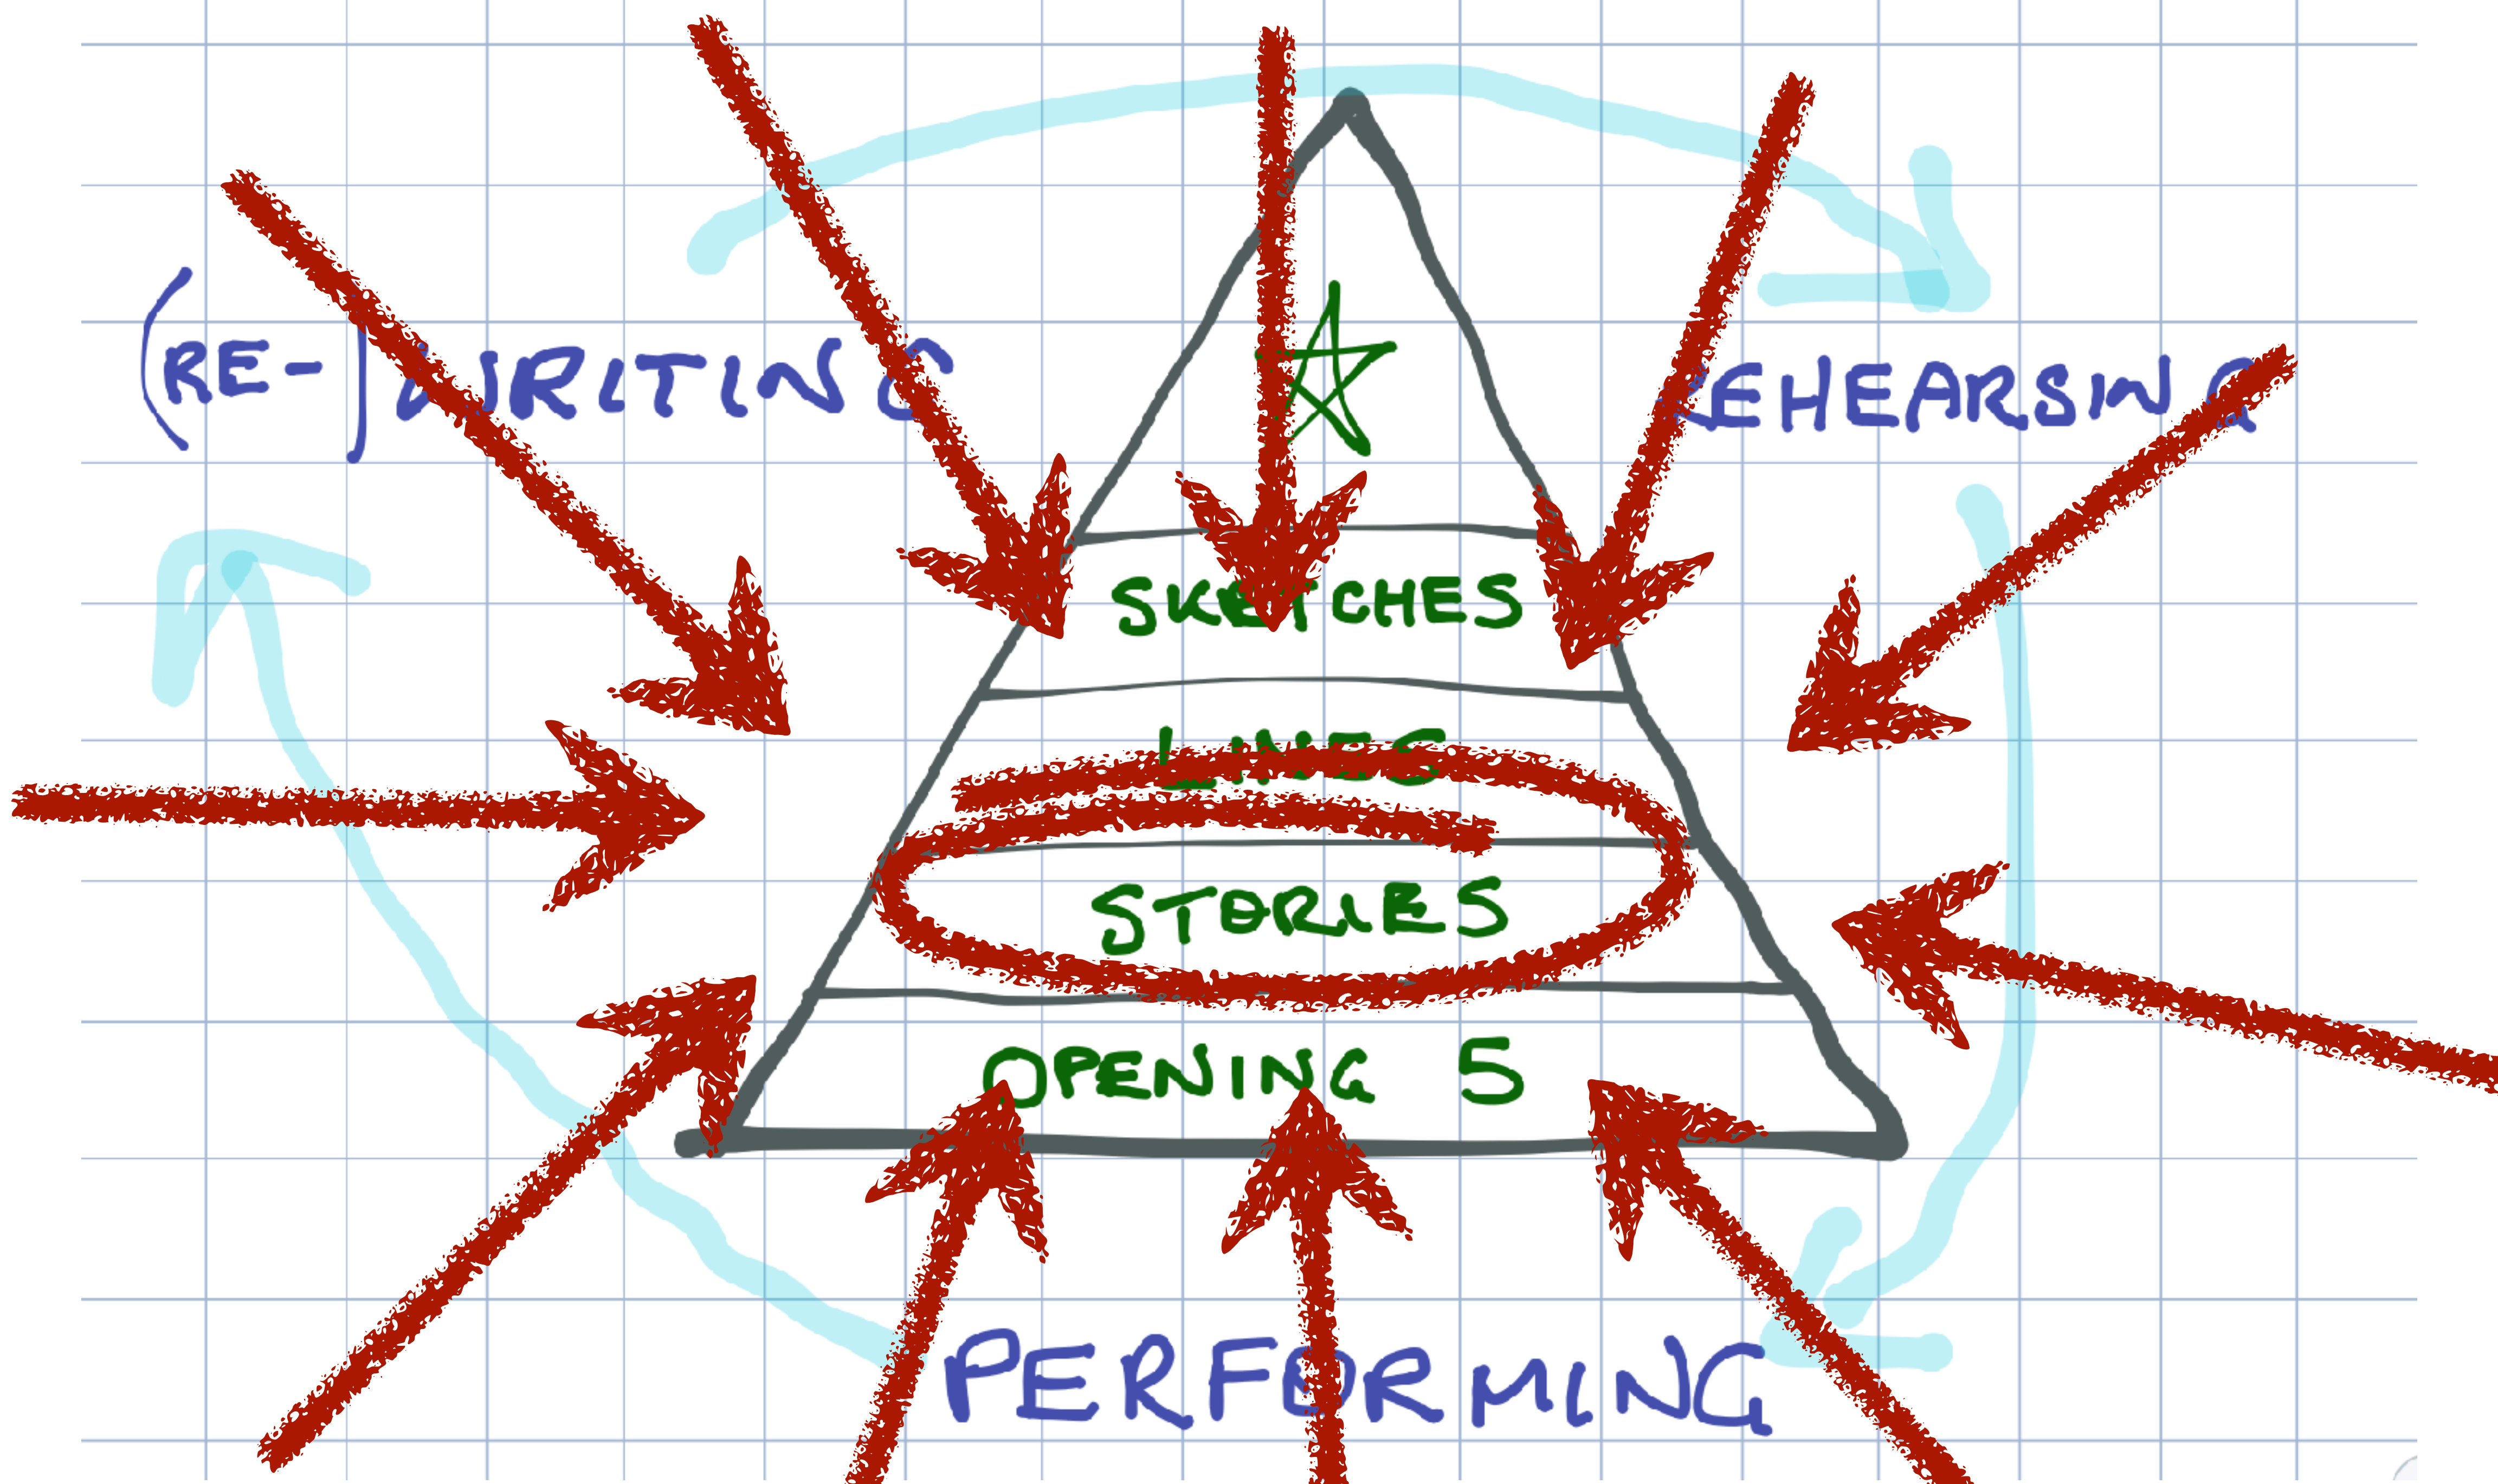 (RE-) WRITING
REHEARSING
SKETCHES
LINES
STORIES
OPENING 5
PERFORMING